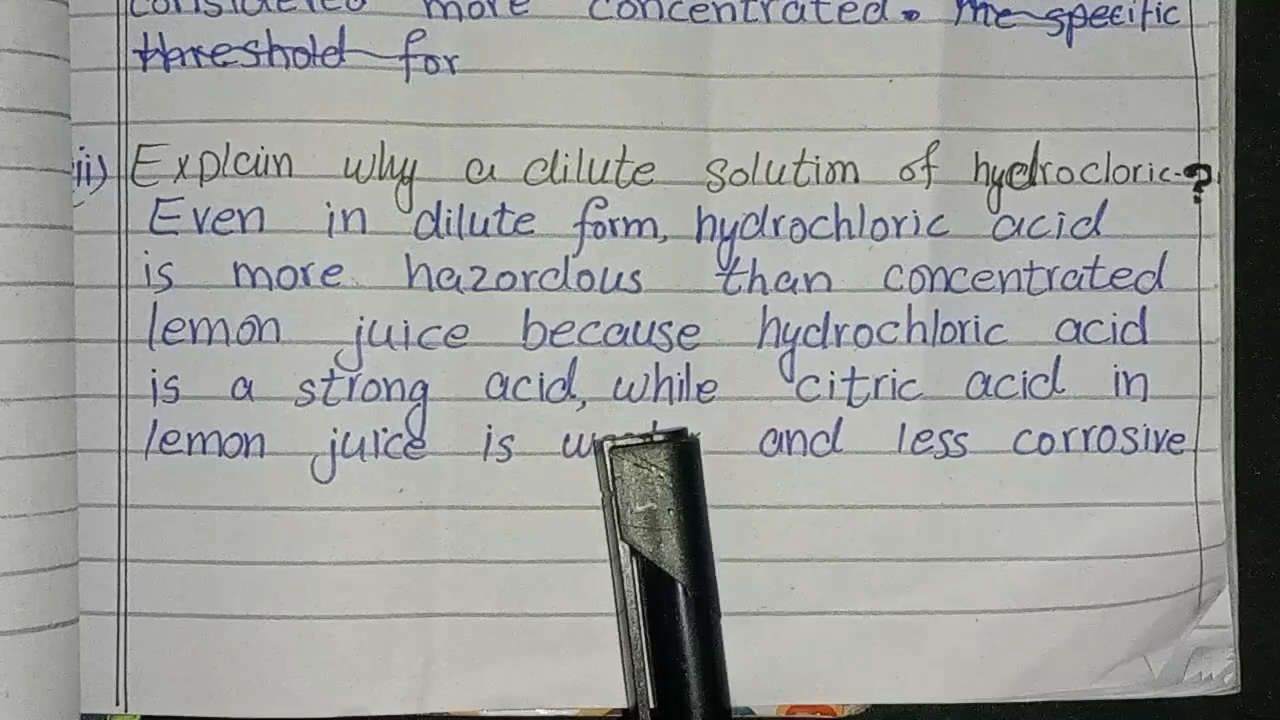 considered more concentrated. The specific
threshold for
ii) Explain why a dilute solution of hydrocloric-?
Even in dilute form, hydrochloric acid
is more hazordous than concentrated
lemon juice because hydrochloric acid
is a strong acid, while citric acid in
lemon juice is and less corrosive